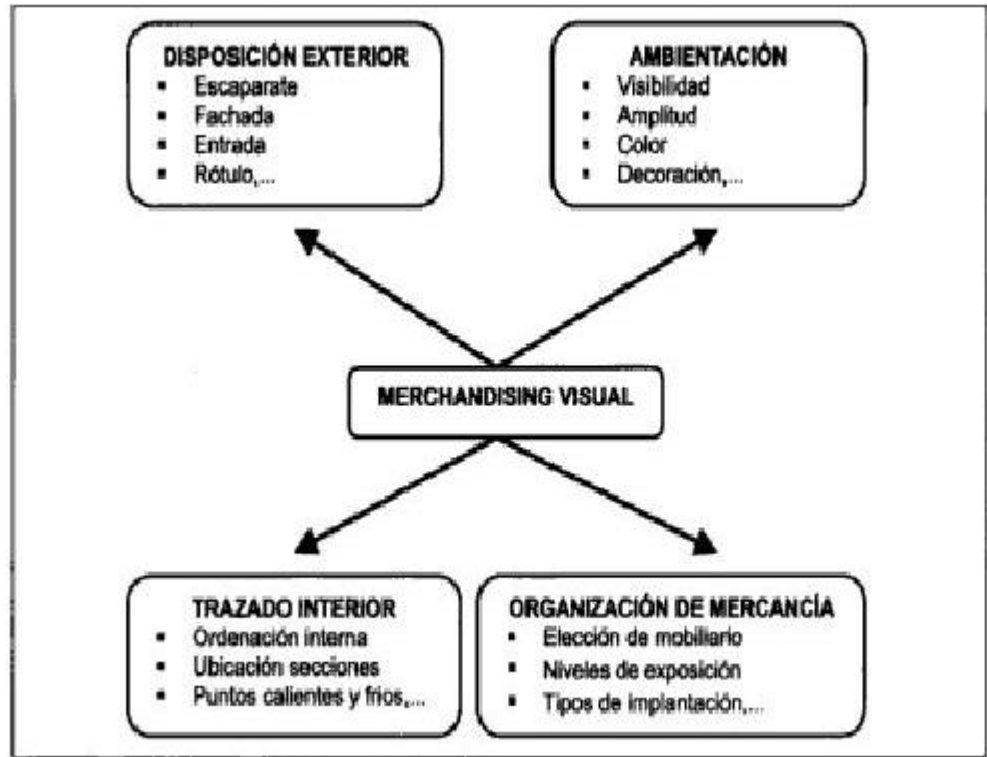 DISPOSICIÓN EXTERIOR
▪ Escaparate
▪ Fachada
▪ Entrada
▪ Rótulo,...
AMBIENTACIÓN
▪ Visibilidad
▪ Amplitud
▪ Color
▪ Decoración,...
MERCHANDISING VISUAL
TRAZADO INTERIOR
▪ Ordenación interna
▪ Ubicación secciones
▪ Puntos calientes y fríos,...
ORGANIZACIÓN DE MERCANCÍA
▪ Elección de mobiliario
▪ Niveles de exposición
▪ Tipos de implantación,...